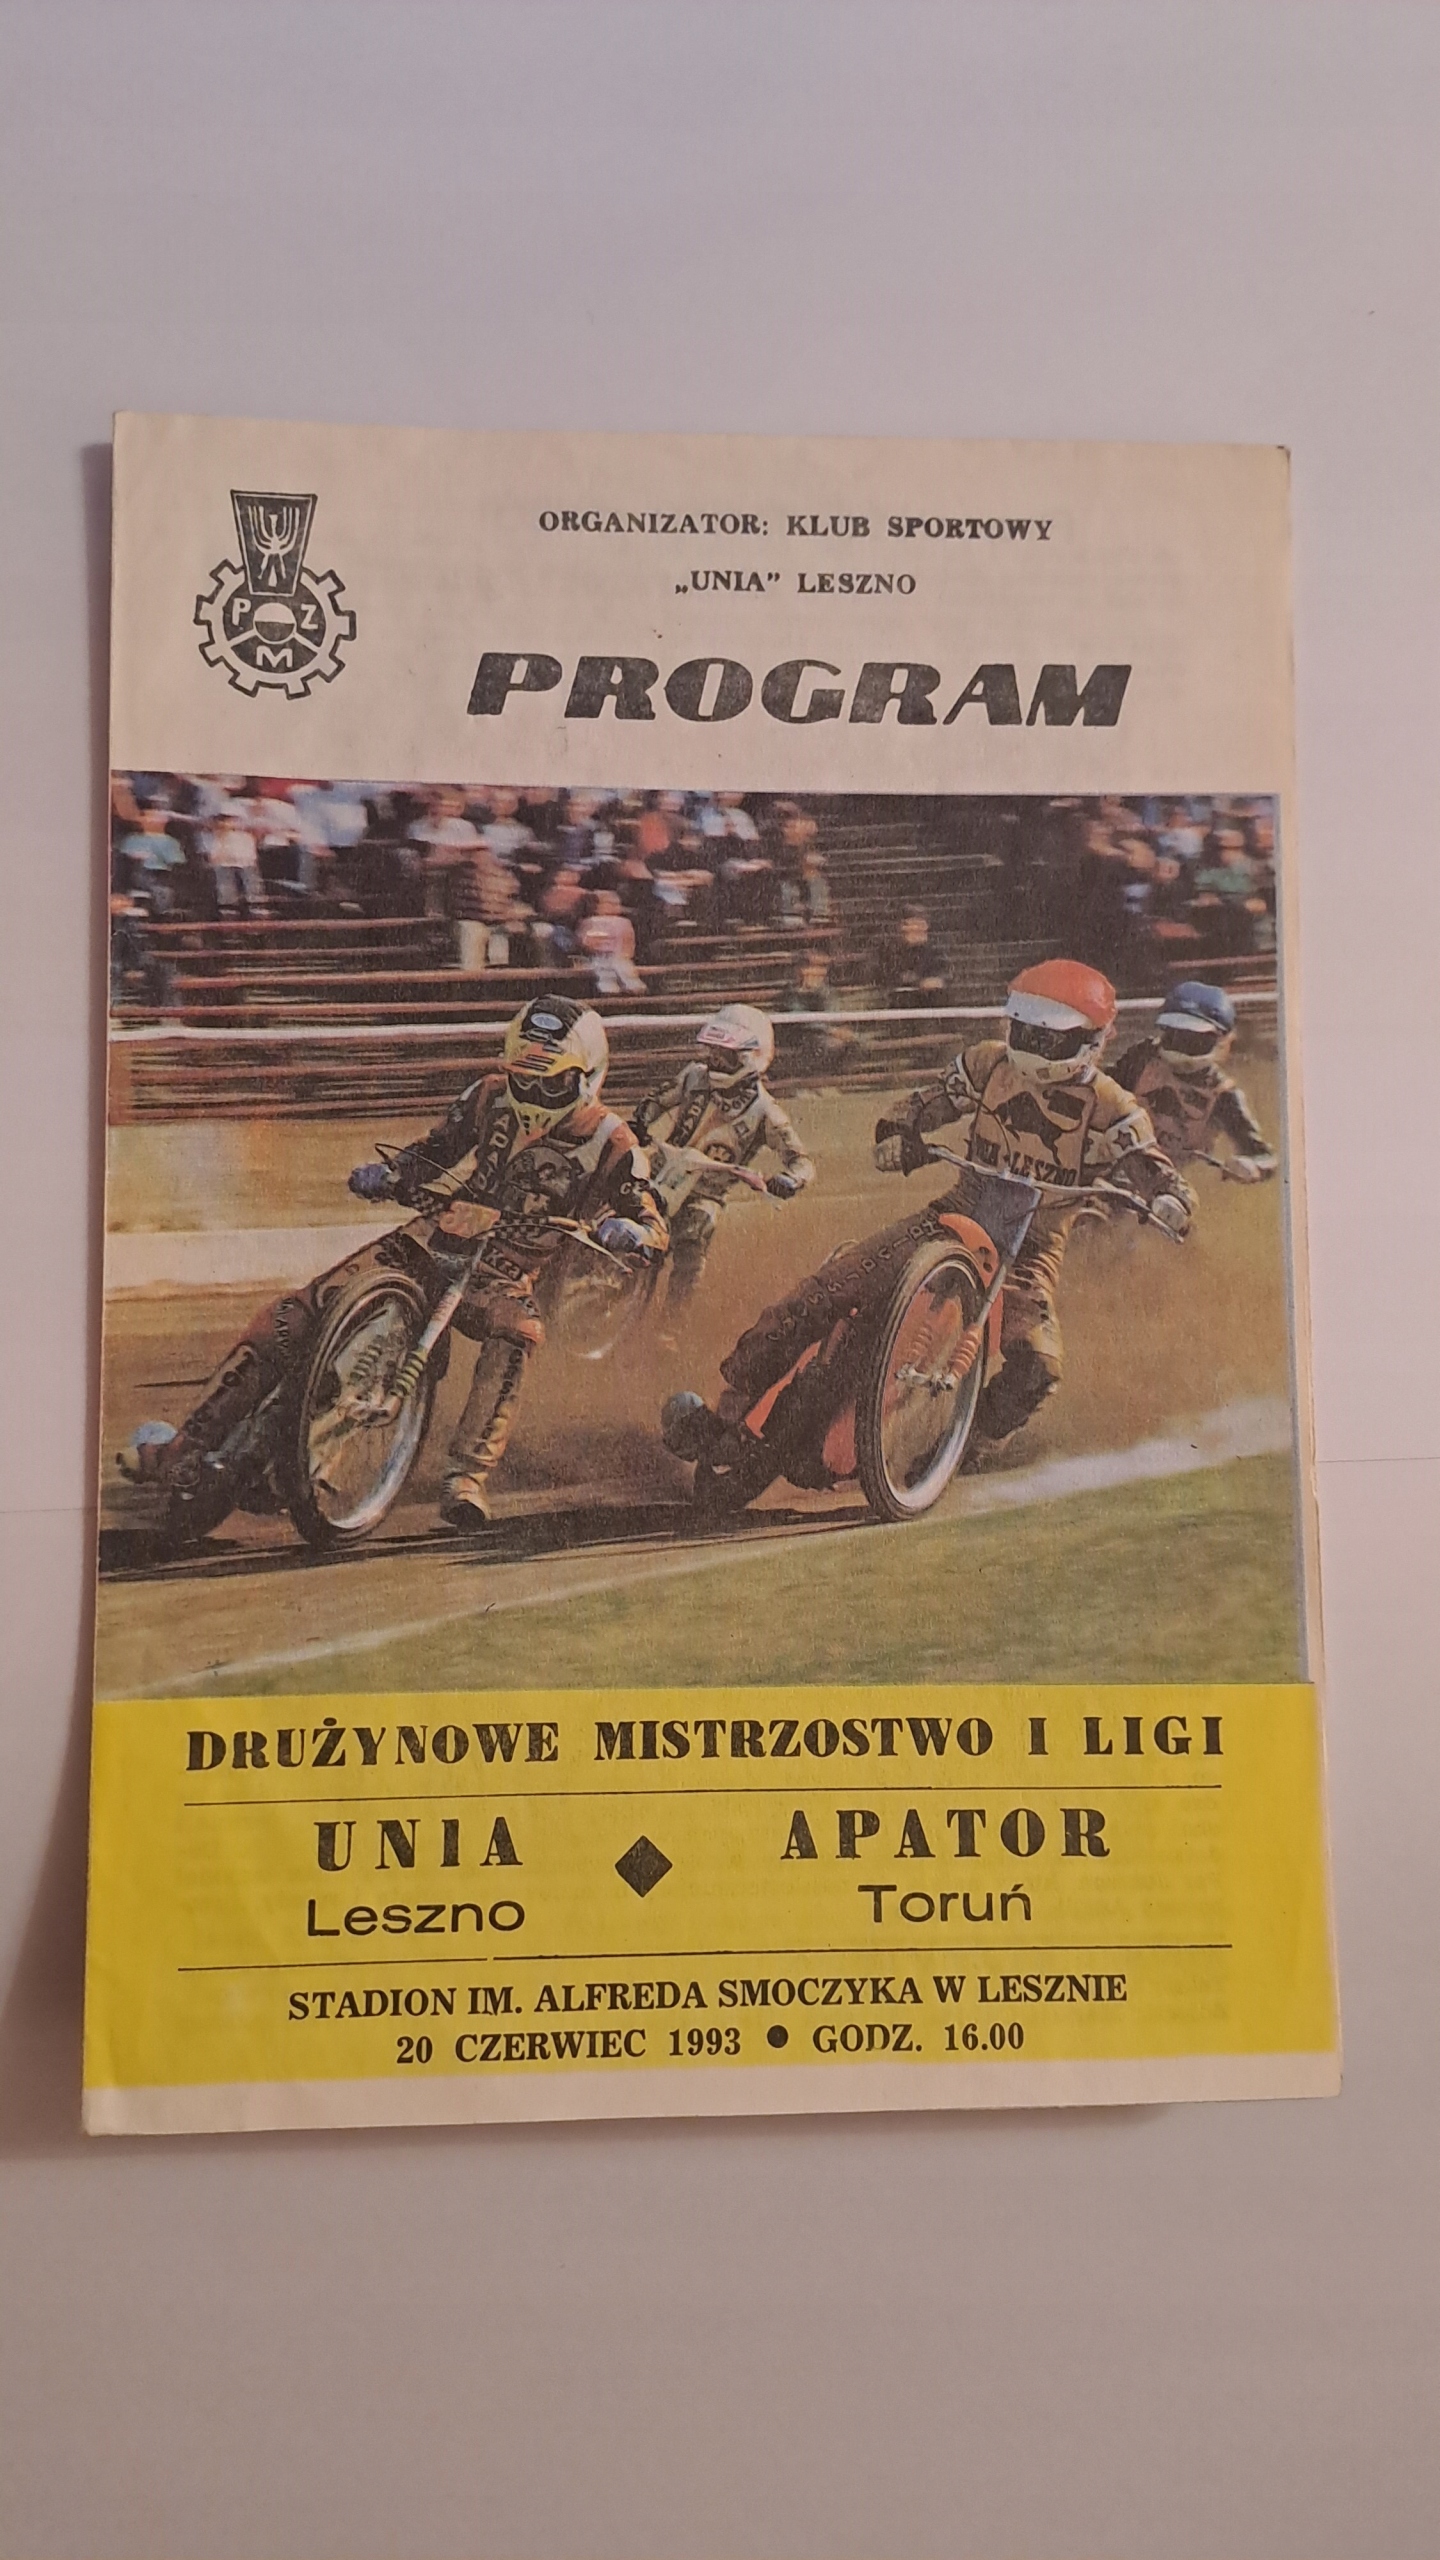 ORGANIZATOR: KLUB SPORTOWY
„UNIA” LESZNO
P Z
M
PROGRAM
LESZNO
DRUŻYNOWE MISTRZOSTWO I LIGI
UNIA ◆ APATOR
Leszno Toruń
STADION IM. ALFREDA SMOCZYKA W LESZNIE
20 CZERWIEC 1993 ● GODZ. 16.00